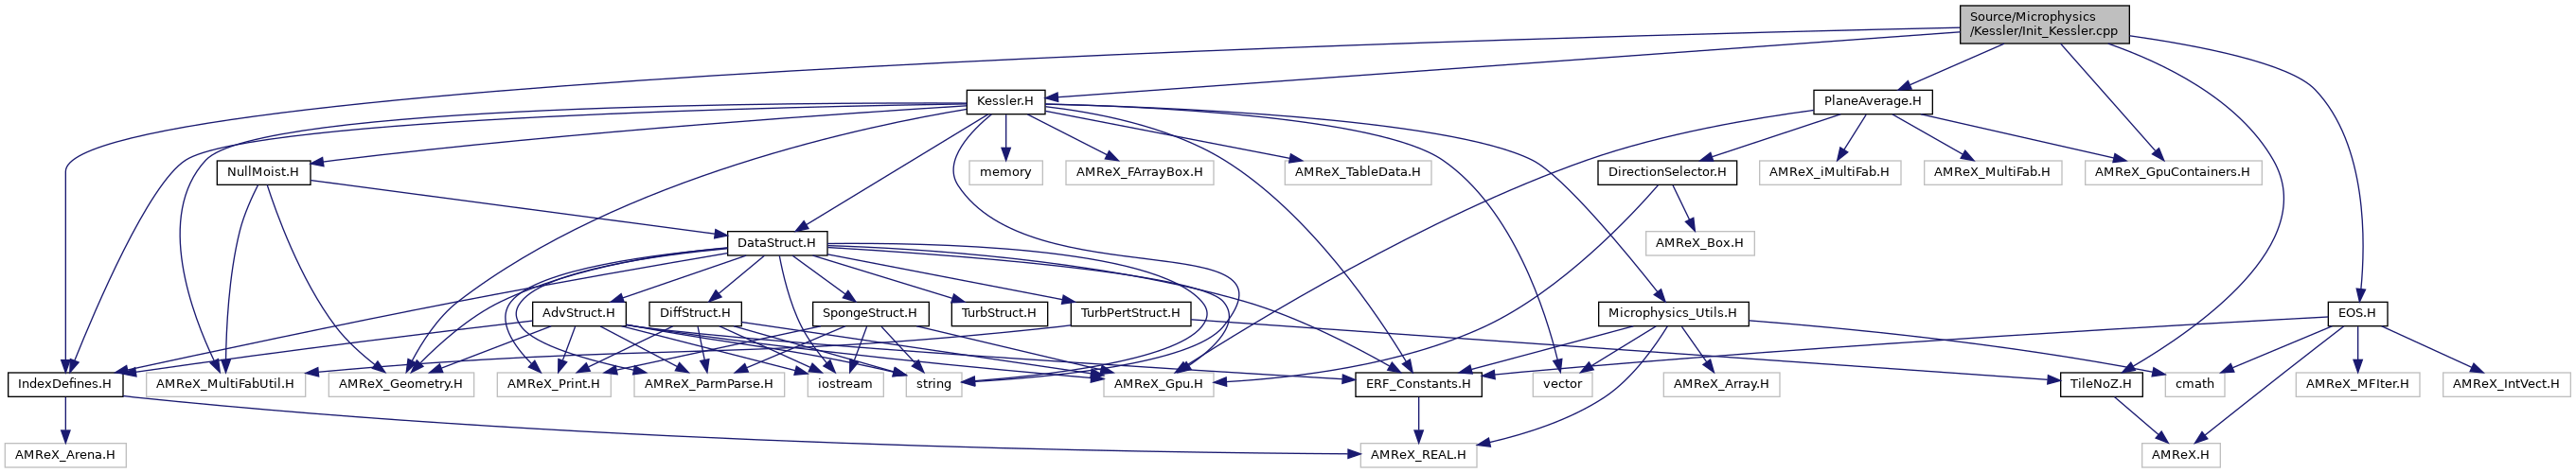 Source/Microphysics
/Kessler/Init_Kessler.cpp
Kessler.H
PlaneAverage.H
NullMoist.H
memory
AMReX_FArrayBox.H
AMReX_TableData.H
DirectionSelector.H
AMReX_iMultiFab.H
AMReX_MultiFab.H
AMReX_GpuContainers.H
DataStruct.H
AMReX_Box.H
AdvStruct.H
DiffStruct.H
SpongeStruct.H
TurbStruct.H
TurbPertStruct.H
Microphysics_Utils.H
EOS.H
IndexDefines.H
AMReX_MultiFabUtil.H
AMReX_Geometry.H
AMReX_Print.H
AMReX_ParmParse.H
iostream
string
AMReX_Gpu.H
ERF_Constants.H
vector
AMReX_Array.H
TileNoZ.H
cmath
AMReX_MFIter.H
AMReX_IntVect.H
AMReX_Arena.H
AMReX_REAL.H
AMReX.H